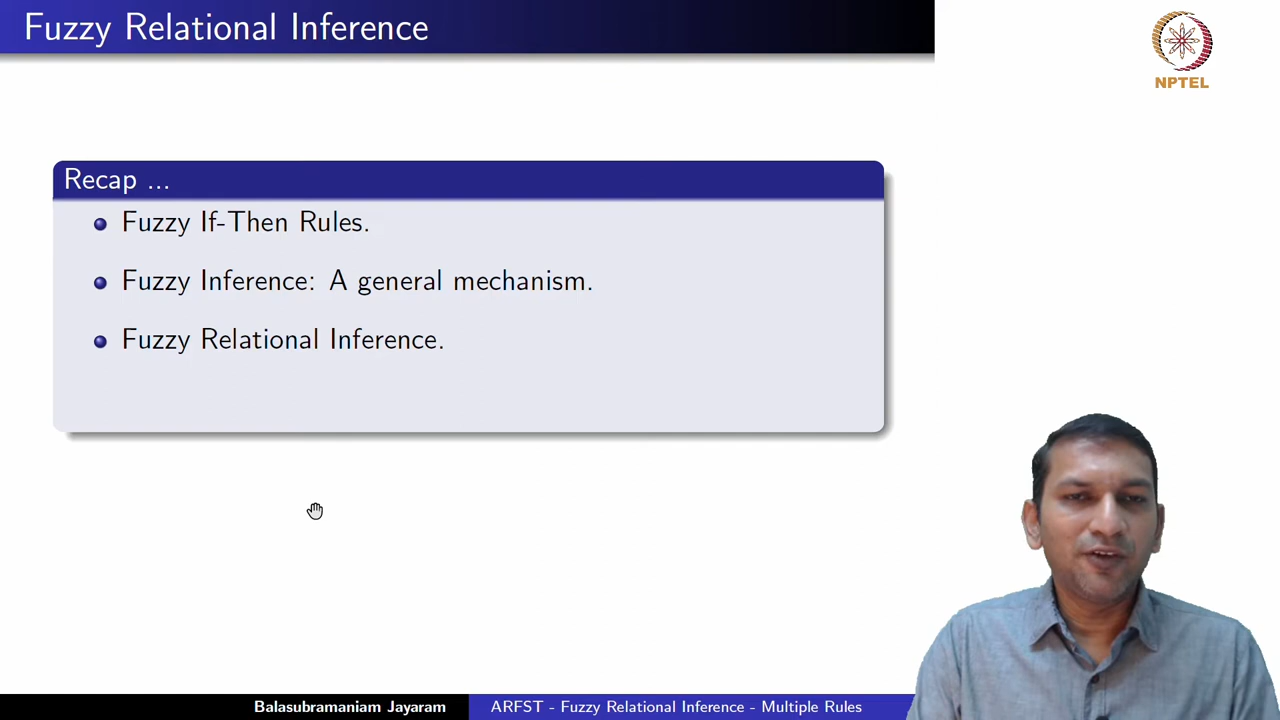 Fuzzy Relational Inference
NPTEL
Recap ...
Fuzzy If-Then Rules.
Fuzzy Inference: A general mechanism.
Fuzzy Relational Inference.
Balasubramaniam Jayaram
ARFST - Fuzzy Relational Inference - Multiple Rules